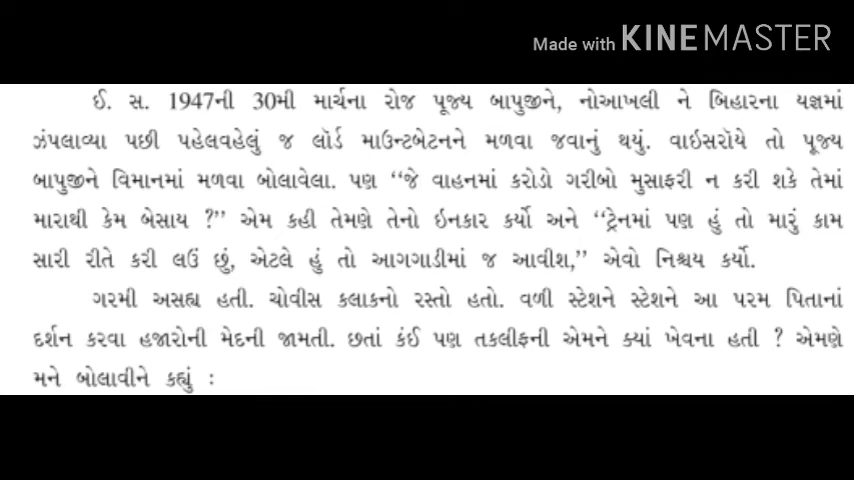 Made with KINEMASTER
ઈ. સ. 1947ની 30મી માર્ચના રોજ પૂજ્ય બાપુજીને, નોઆખલી ને બિહારના યજ્ઞમાં
ઝંપલાવ્યા પછી પહેલવહેલું જ લૉર્ડ માઉન્ટબેટનને મળવા જવાનું થયું. વાઇસરૉયે તો પૂજ્ય
બાપુજીને વિમાનમાં મળવા બોલાવેલા. પણ “જે વાહનમાં કરોડો ગરીબો મુસાફરી ન કરી શકે તેમાં
મારાથી કેમ બેસાય ?” એમ કહી તેમણે તેનો ઇનકાર કર્યો અને “ટ્રેનમાં પણ હું તો મારું કામ
સારી રીતે કરી લઉં છું, એટલે હું તો આગગાડીમાં જ આવીશ,” એવો નિશ્ચય કર્યો.
ગરમી અસહ્ય હતી. ચોવીસ કલાકનો રસ્તો હતો. વળી સ્ટેશને સ્ટેશને આ પરમ પિતાનાં
દર્શન કરવા હજારોની મેદની જામતી. છતાં કંઈ પણ તકલીફની એમને ક્યાં ખેવના હતી ? એમણે
મને બોલાવીને કહ્યું :